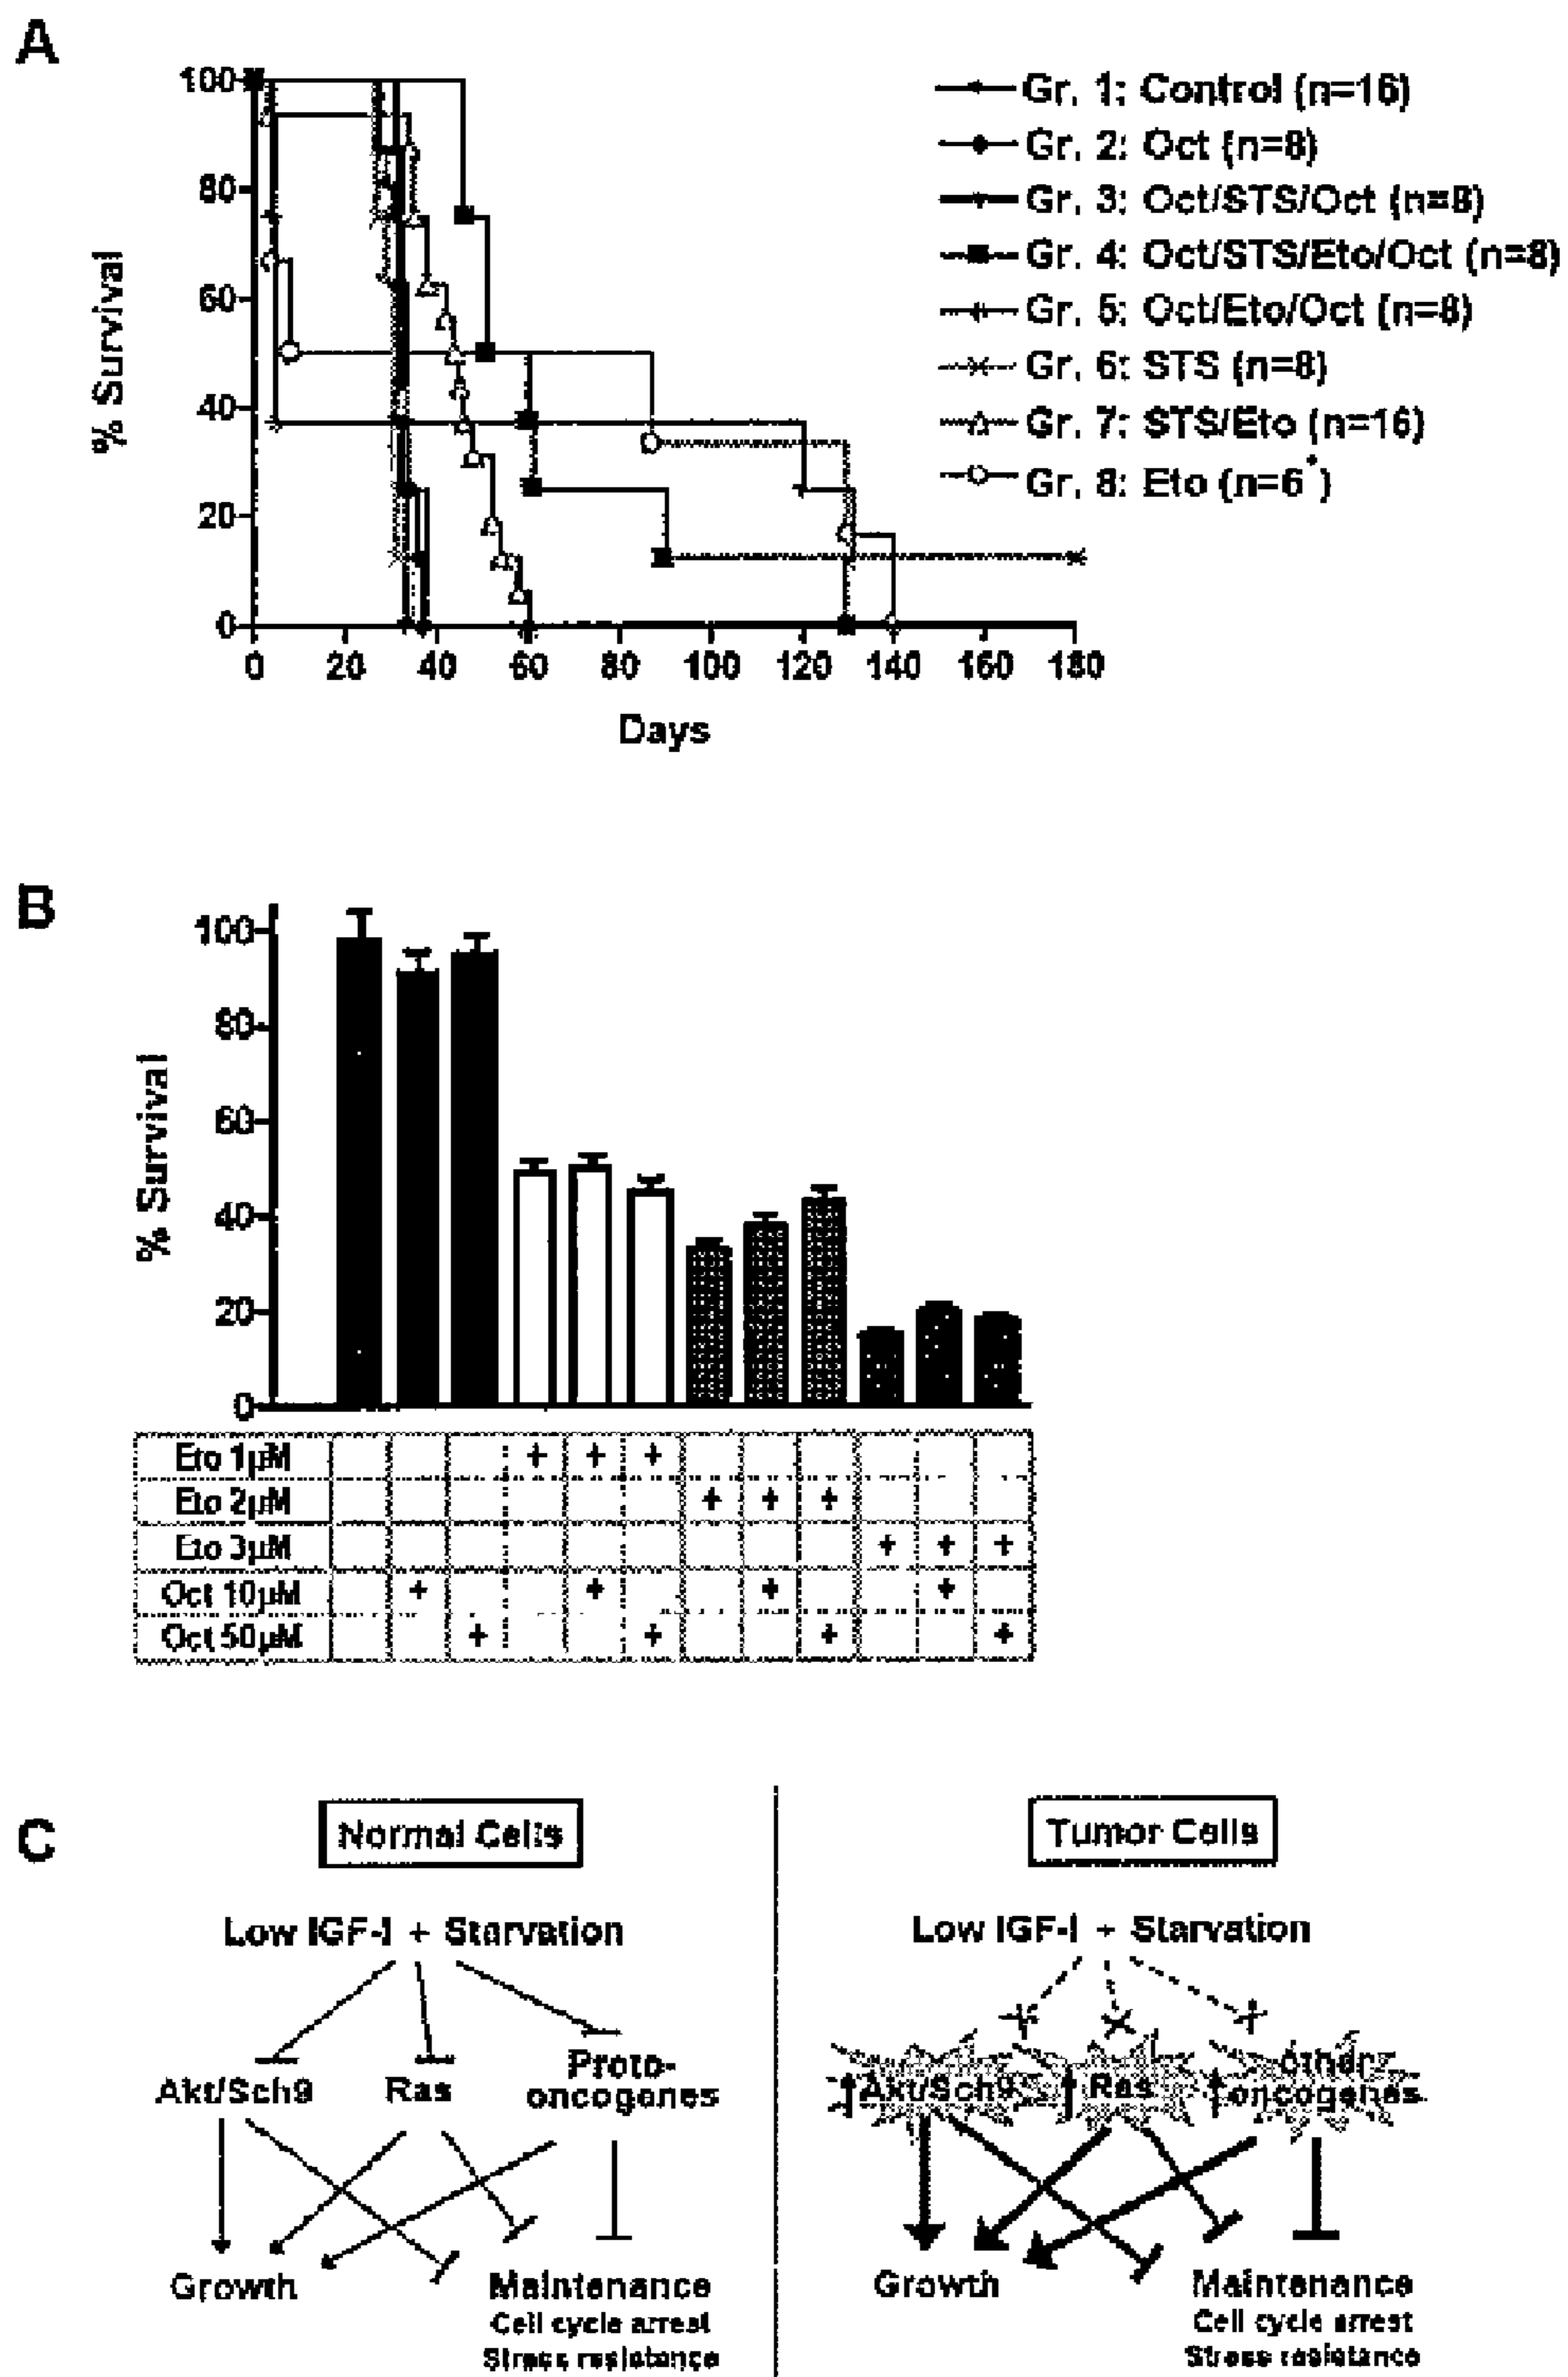 A
100
80
60
40
20
0
% Survival
0 20 40 60 80 100 120 140 160 180
Days
Gr. 1: Control (n=16)
Gr. 2: Oct (n=8)
Gr. 3: Oct/STS/Oct (n=8)
Gr. 4: Oct/STS/Eto/Oct (n=8)
Gr. 5: Oct/Eto/Oct (n=8)
Gr. 6: STS (n=8)
Gr. 7: STS/Eto (n=16)
Gr. 8: Eto (n=6*)
B
100
80
60
40
20
0
% Survival
Eto 1µM + + +
Eto 2µM + + +
Eto 3µM + + +
Oct 10µM + + + +
Oct 50µM + + + +
C
Normal Cells
Low IGF-I + Starvation
Akt/Sch9 Ras Proto-
oncogenes
Growth Maintenance
Cell cycle arrest
Stress resistance
Tumor Cells
Low IGF-I + Starvation
Akt/Sch9 Ras other
oncogenes
Growth Maintenance
Cell cycle arrest
Stress resistance